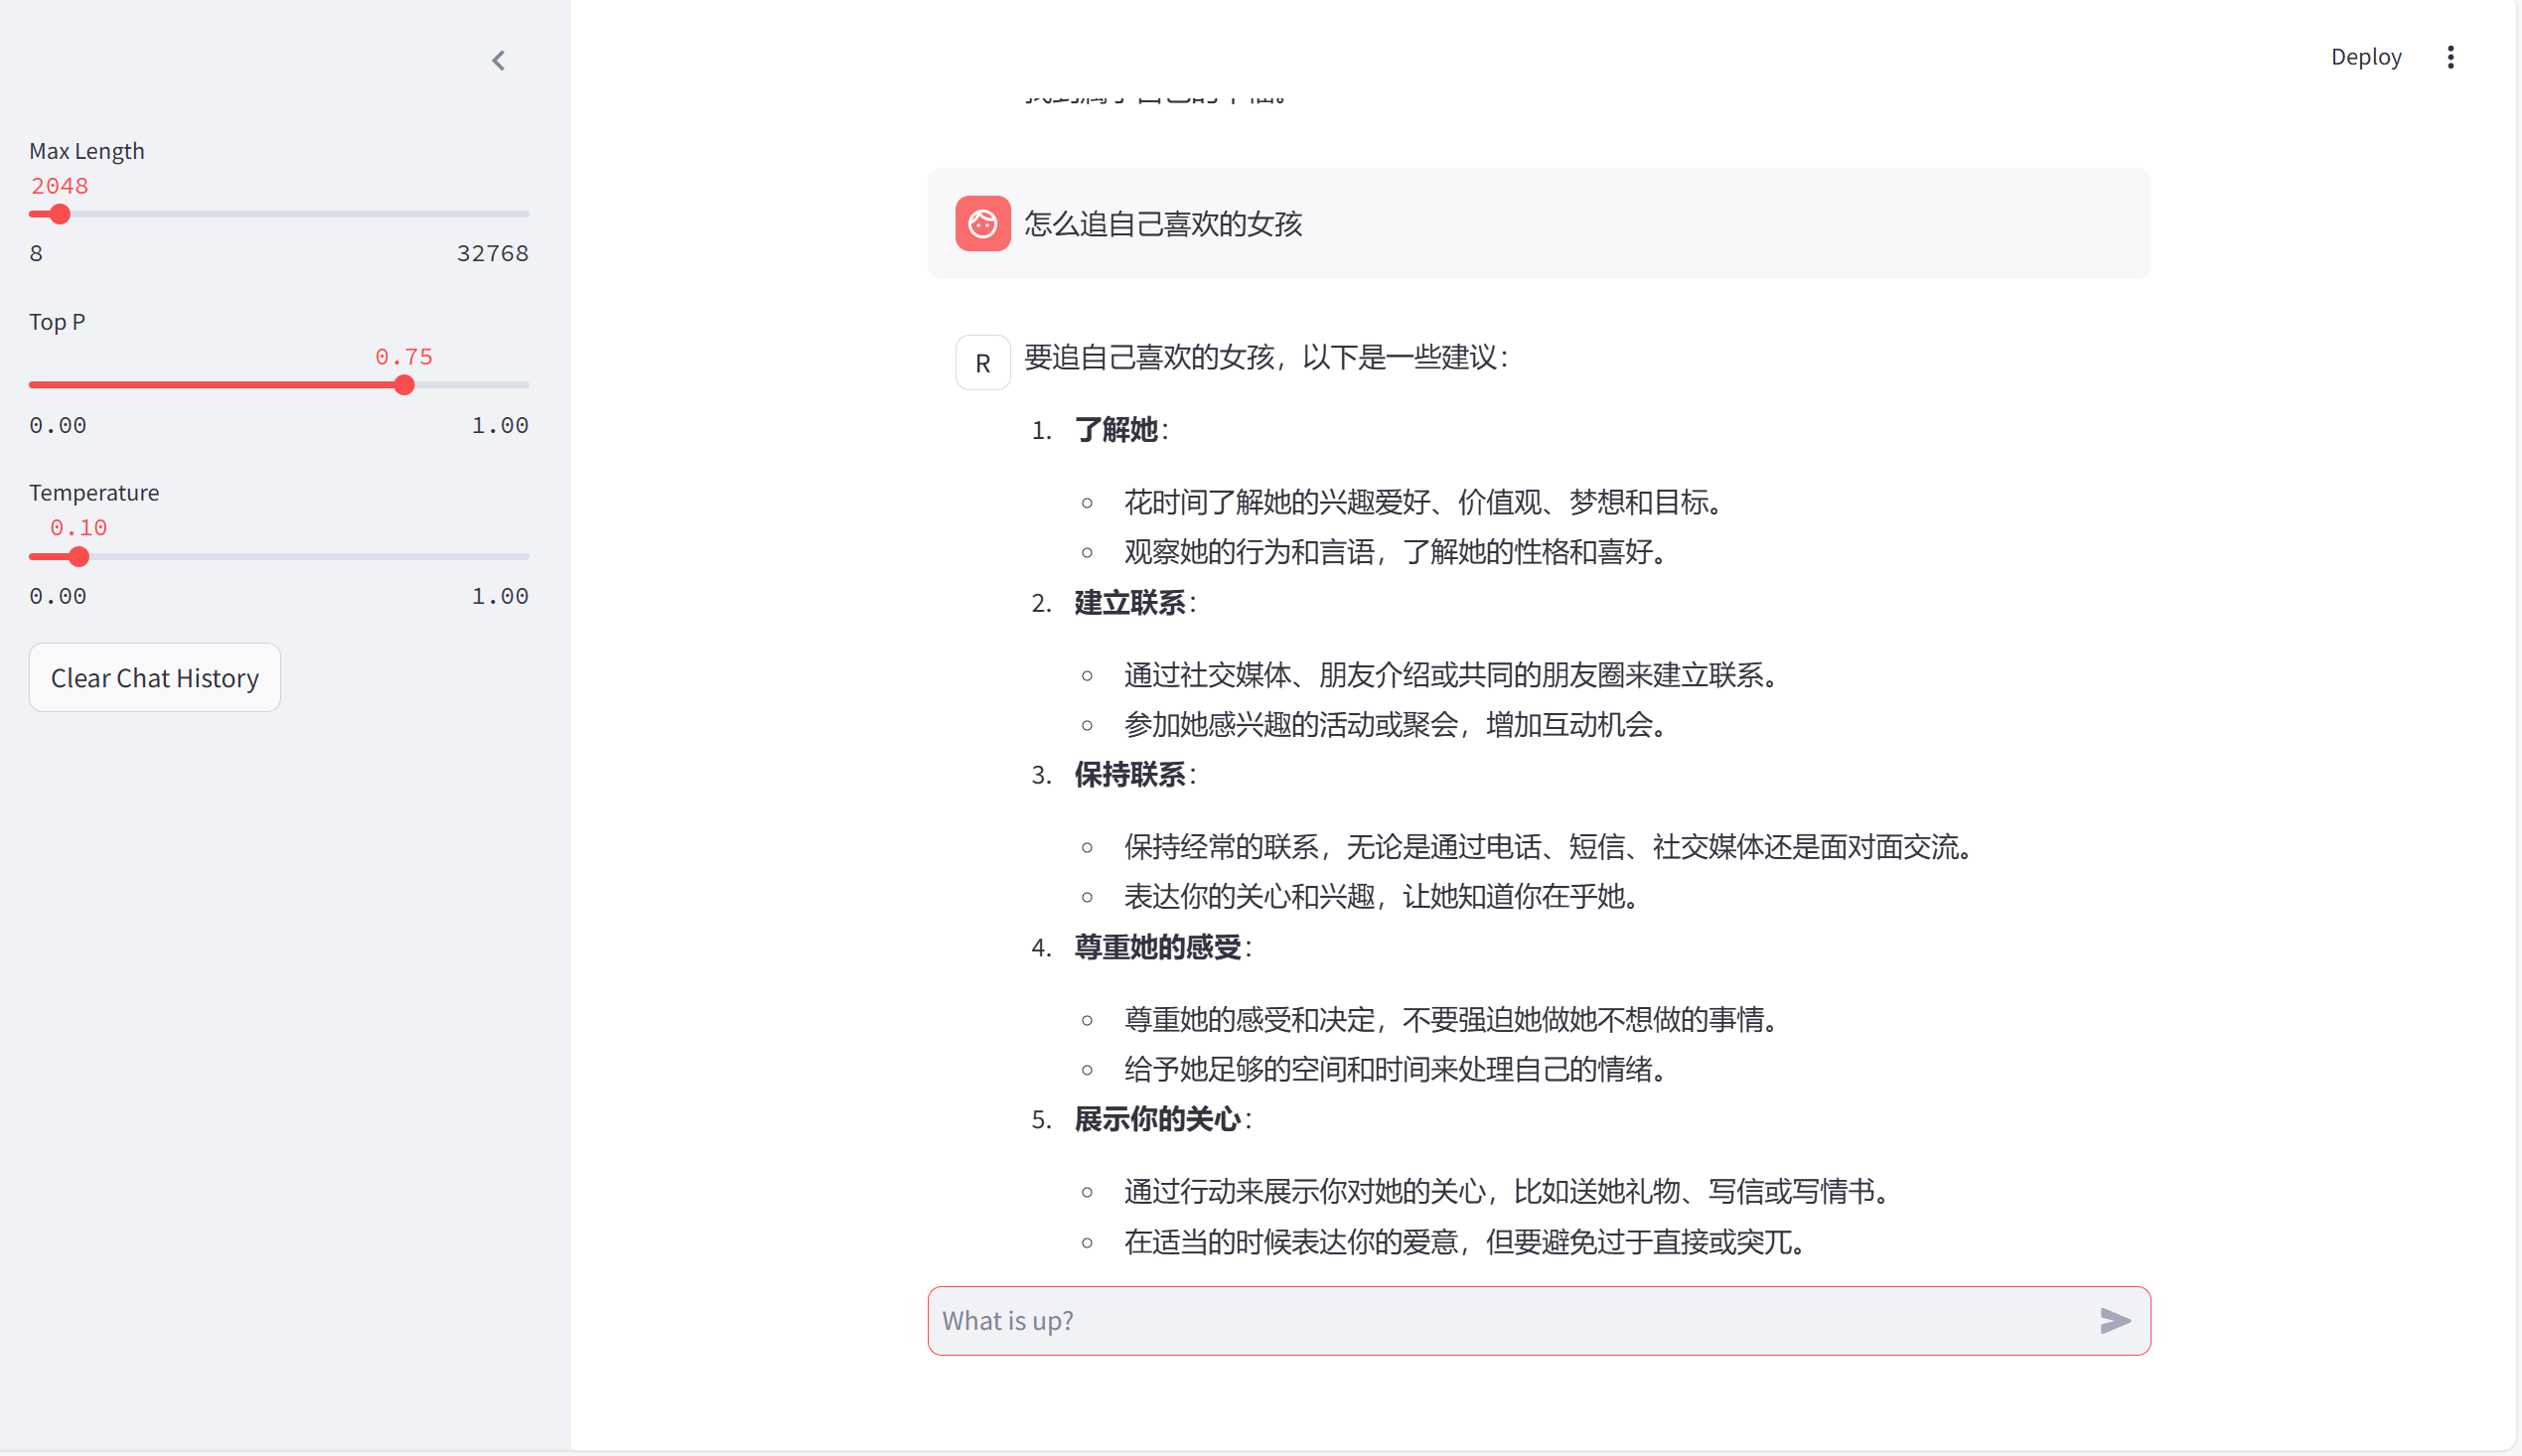 Deploy
Max Length
2048
8 32768
Top P
0.75
0.00 1.00
Temperature
0.10
0.00 1.00
Clear Chat History
怎么追自己喜欢的女孩
R 要追自己喜欢的女孩，以下是一些建议：
1. 了解她：
花时间了解她的兴趣爱好、价值观、梦想和目标。
观察她的行为和言语，了解她的性格和喜好。
2. 建立联系：
通过社交媒体、朋友介绍或共同的朋友圈来建立联系。
参加她感兴趣的活动或聚会，增加互动机会。
3. 保持联系：
保持经常的联系，无论是通过电话、短信、社交媒体还是面对面交流。
表达你的关心和兴趣，让她知道你在乎她。
4. 尊重她的感受：
尊重她的感受和决定，不要强迫她做她不想做的事情。
给予她足够的空间和时间来处理自己的情绪。
5. 展示你的关心：
通过行动来展示你对她的关心，比如送她礼物、写信或写情书。
在适当的时候表达你的爱意，但要避免过于直接或突兀。
What is up?